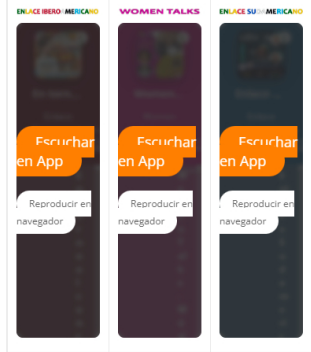 ENLACE IBEROAMERICANO
Escuchar
en App
Reproducir en
navegador
WOMEN TALKS
Escuchar
en App
Reproducir en
navegador
ENLACE SUDAMERICANO
Escuchar
en App
Reproducir en
navegador